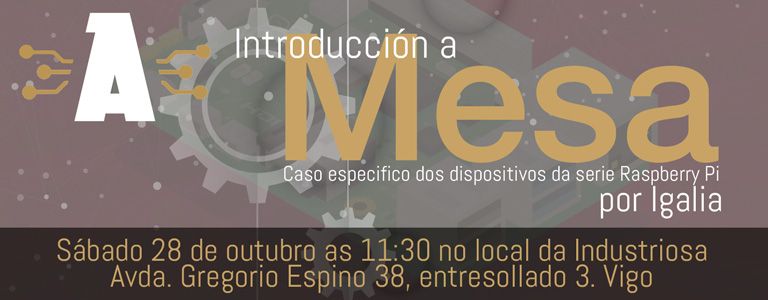 A
Introducción a
Mesa
Caso especifico dos dispositivos da serie Raspberry Pi
por Igalia
Sábado 28 de outubro as 11:30 no local da Industriosa
Avda. Gregorio Espino 38, entresollado 3. Vigo